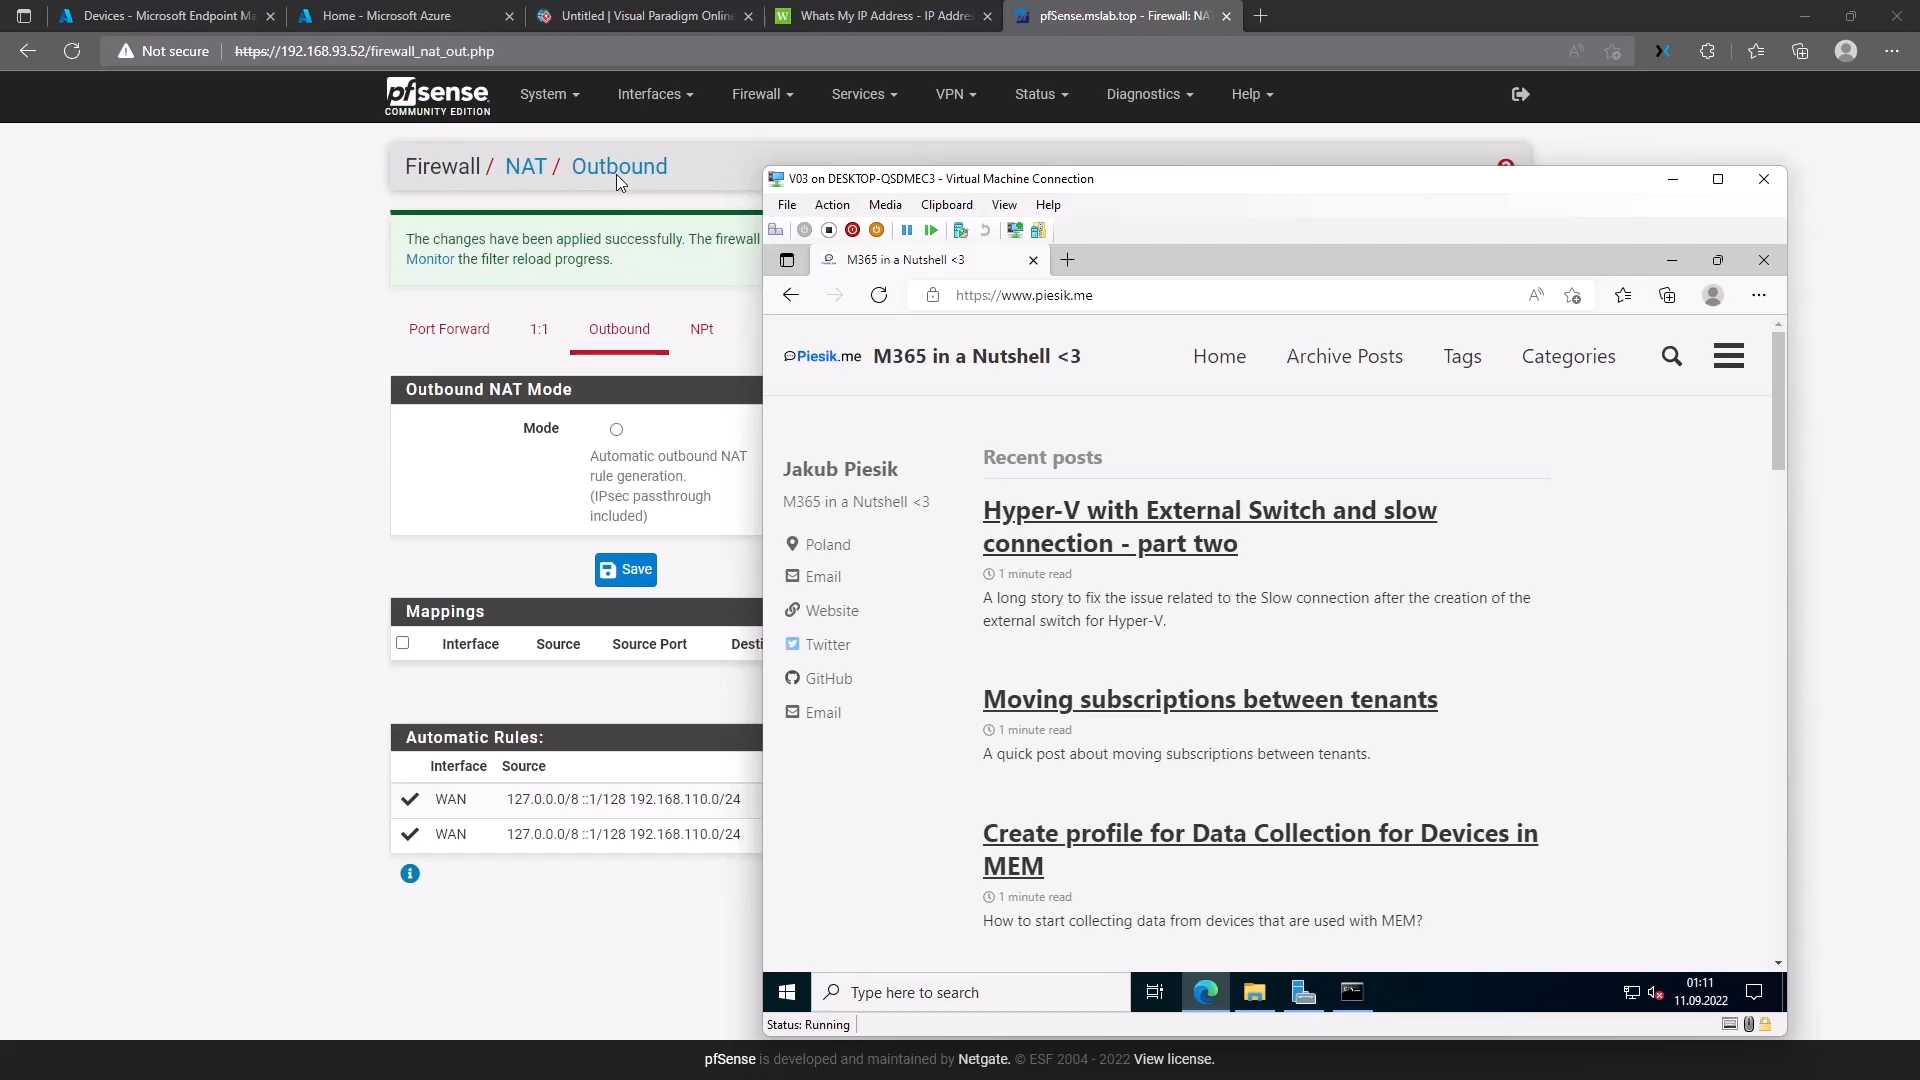 Devices - Microsoft Endpoint Ma
Home - Microsoft Azure
Untitled | Visual Paradigm Online
Whats My IP Address - IP Addre
pfSense.mslab.top - Firewall: NA
Not secure
https://192.168.93.52/firewall_nat_out.php
pfsense
COMMUNITY EDITION
System
Interfaces
Firewall
Services
VPN
Status
Diagnostics
Help
Firewall / NAT / Outbound
The changes have been applied successfully. The firewall
Monitor the filter reload progress.
Port Forward
1:1
Outbound
NPt
Outbound NAT Mode
Mode
Automatic outbound NAT
rule generation.
(IPsec passthrough
included)
Save
Mappings
Interface
Source
Source Port
Desti
Automatic Rules:
Interface
Source
WAN
127.0.0.0/8 ::1/128 192.168.110.0/24
WAN
127.0.0.0/8 ::1/128 192.168.110.0/24
V03 on DESKTOP-QSDMEC3 - Virtual Machine Connection
File
Action
Media
Clipboard
View
Help
M365 in a Nutshell <3
https://www.piesik.me
Piesik.me
M365 in a Nutshell <3
Home
Archive Posts
Tags
Categories
Jakub Piesik
M365 in a Nutshell <3
Poland
Email
Website
Twitter
GitHub
Email
Recent posts
Hyper-V with External Switch and slow
connection - part two
1 minute read
A long story to fix the issue related to the Slow connection after the creation of the
external switch for Hyper-V.
Moving subscriptions between tenants
1 minute read
A quick post about moving subscriptions between tenants.
Create profile for Data Collection for Devices in
MEM
1 minute read
How to start collecting data from devices that are used with MEM?
Type here to search
01:11
11.09.2022
Status: Running
pfSense is developed and maintained by Netgate. © ESF 2004 - 2022 View license.